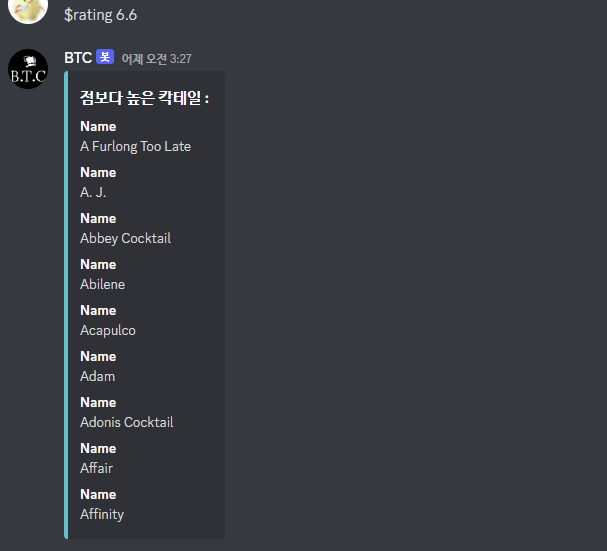 $rating 6.6
B.T.C
BTC 봇 어제 오전 3:27
점보다 높은 칵테일 :
Name
A Furlong Too Late
Name
A. J.
Name
Abbey Cocktail
Name
Abilene
Name
Acapulco
Name
Adam
Name
Adonis Cocktail
Name
Affair
Name
Affinity